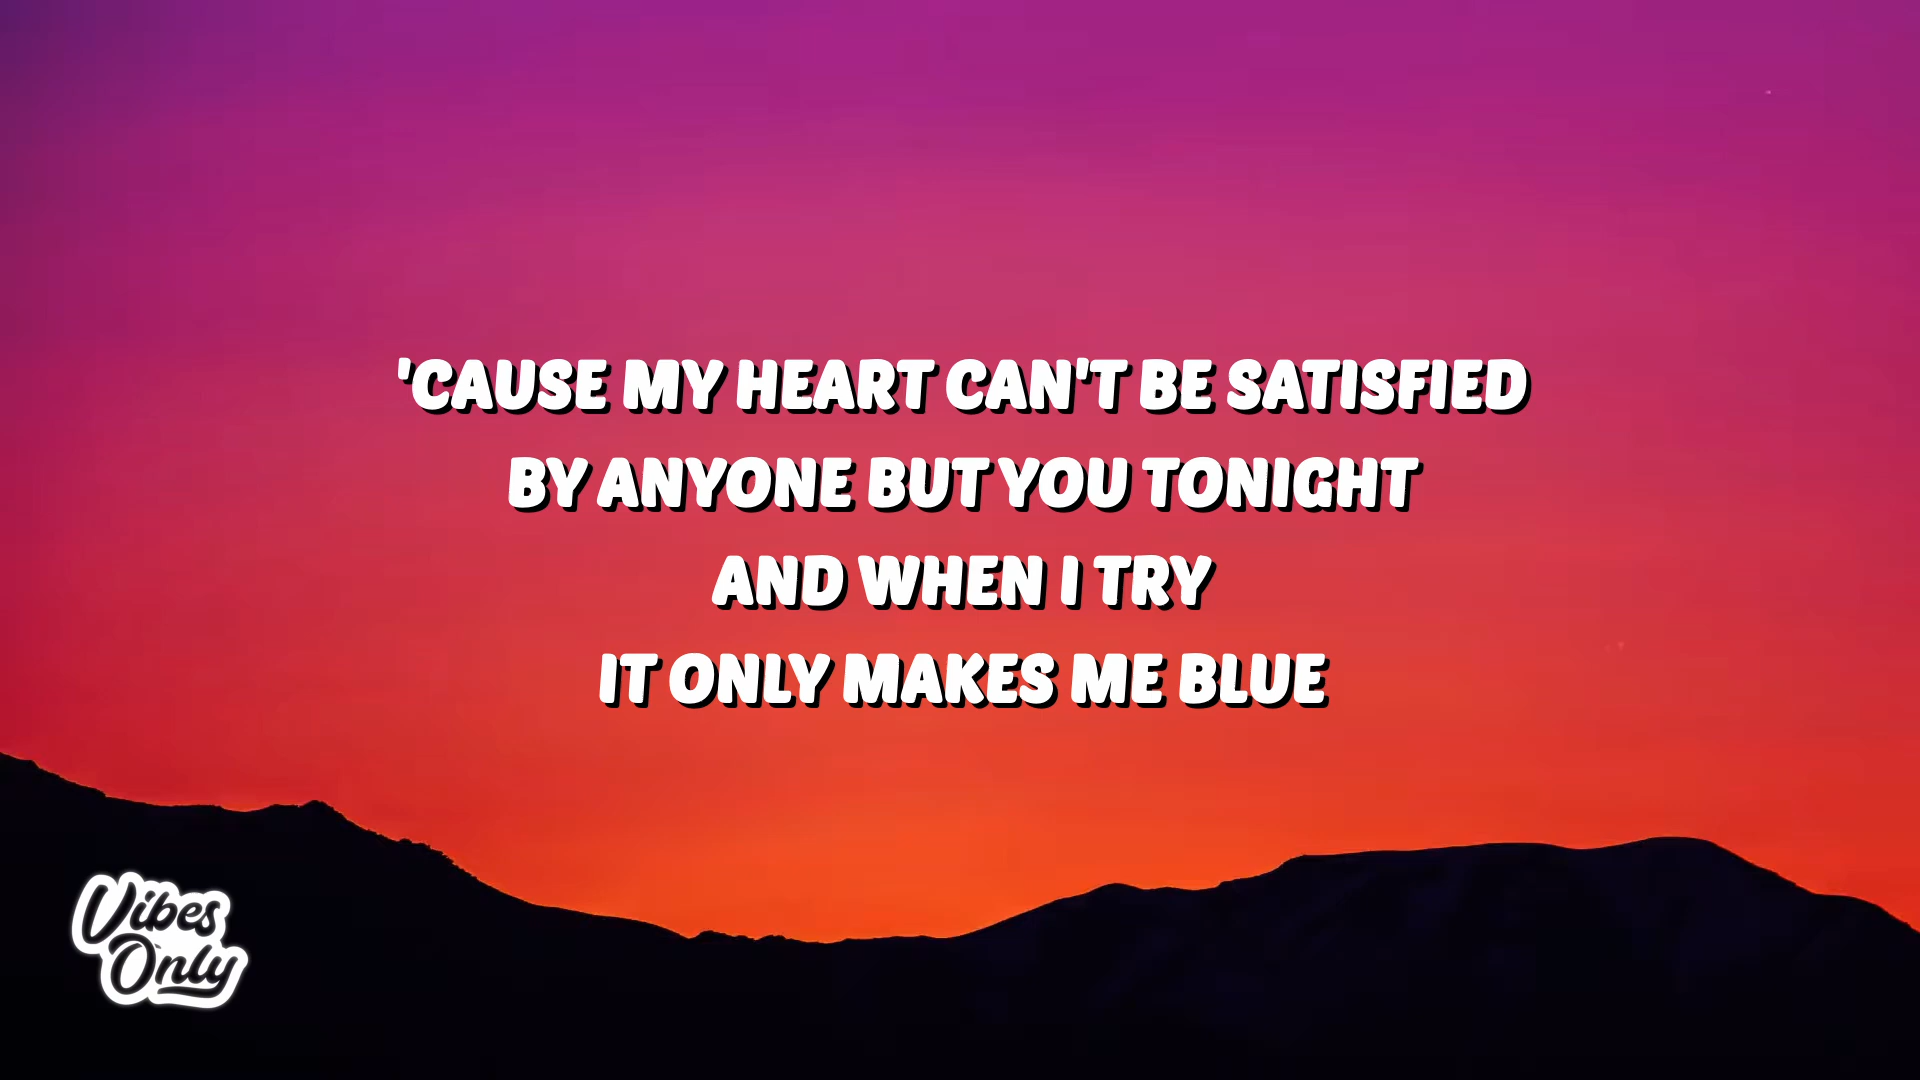 'CAUSE MY HEART CAN'T BE SATISFIED
BY ANYONE BUT YOU TONIGHT
AND WHEN I TRY
IT ONLY MAKES ME BLUE
Vibes
Only